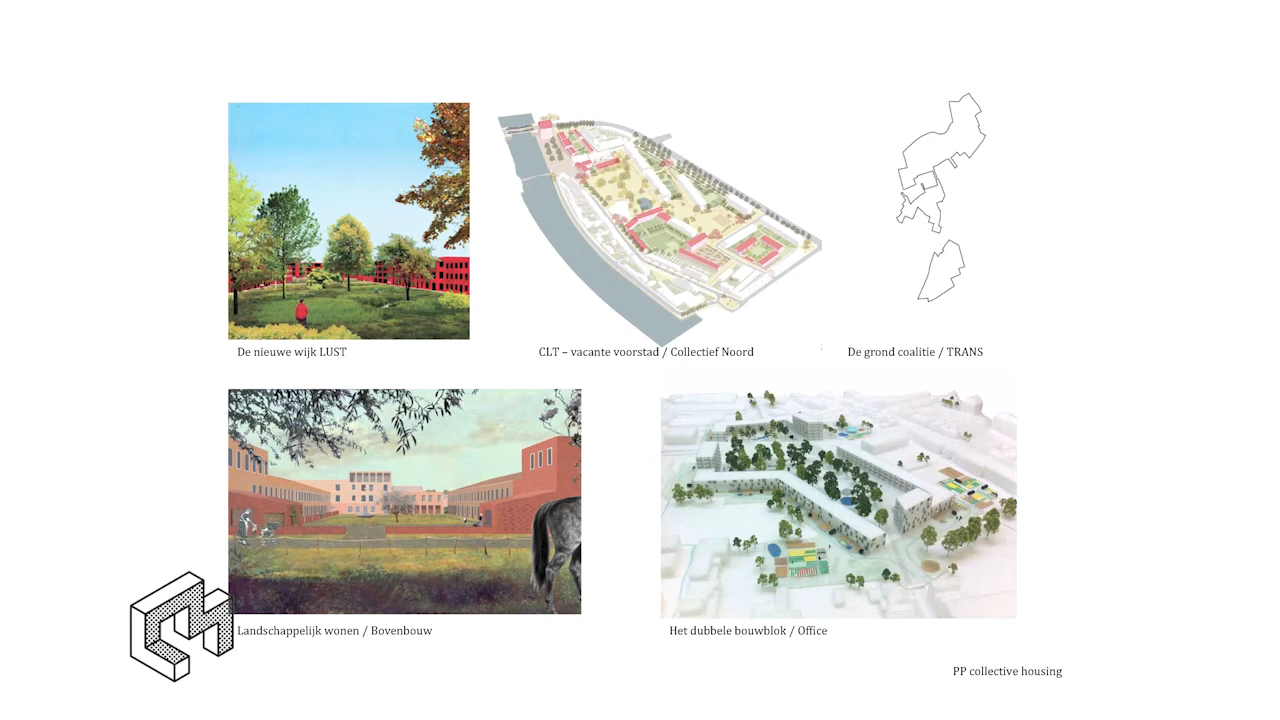 De nieuwe wijk LUST
CLT – vacante voorstad / Collectief Noord
De grond coalitie / TRANS
Landschappelijk wonen / Bovenbouw
Het dubbele bouwblok / Office
PP collective housing